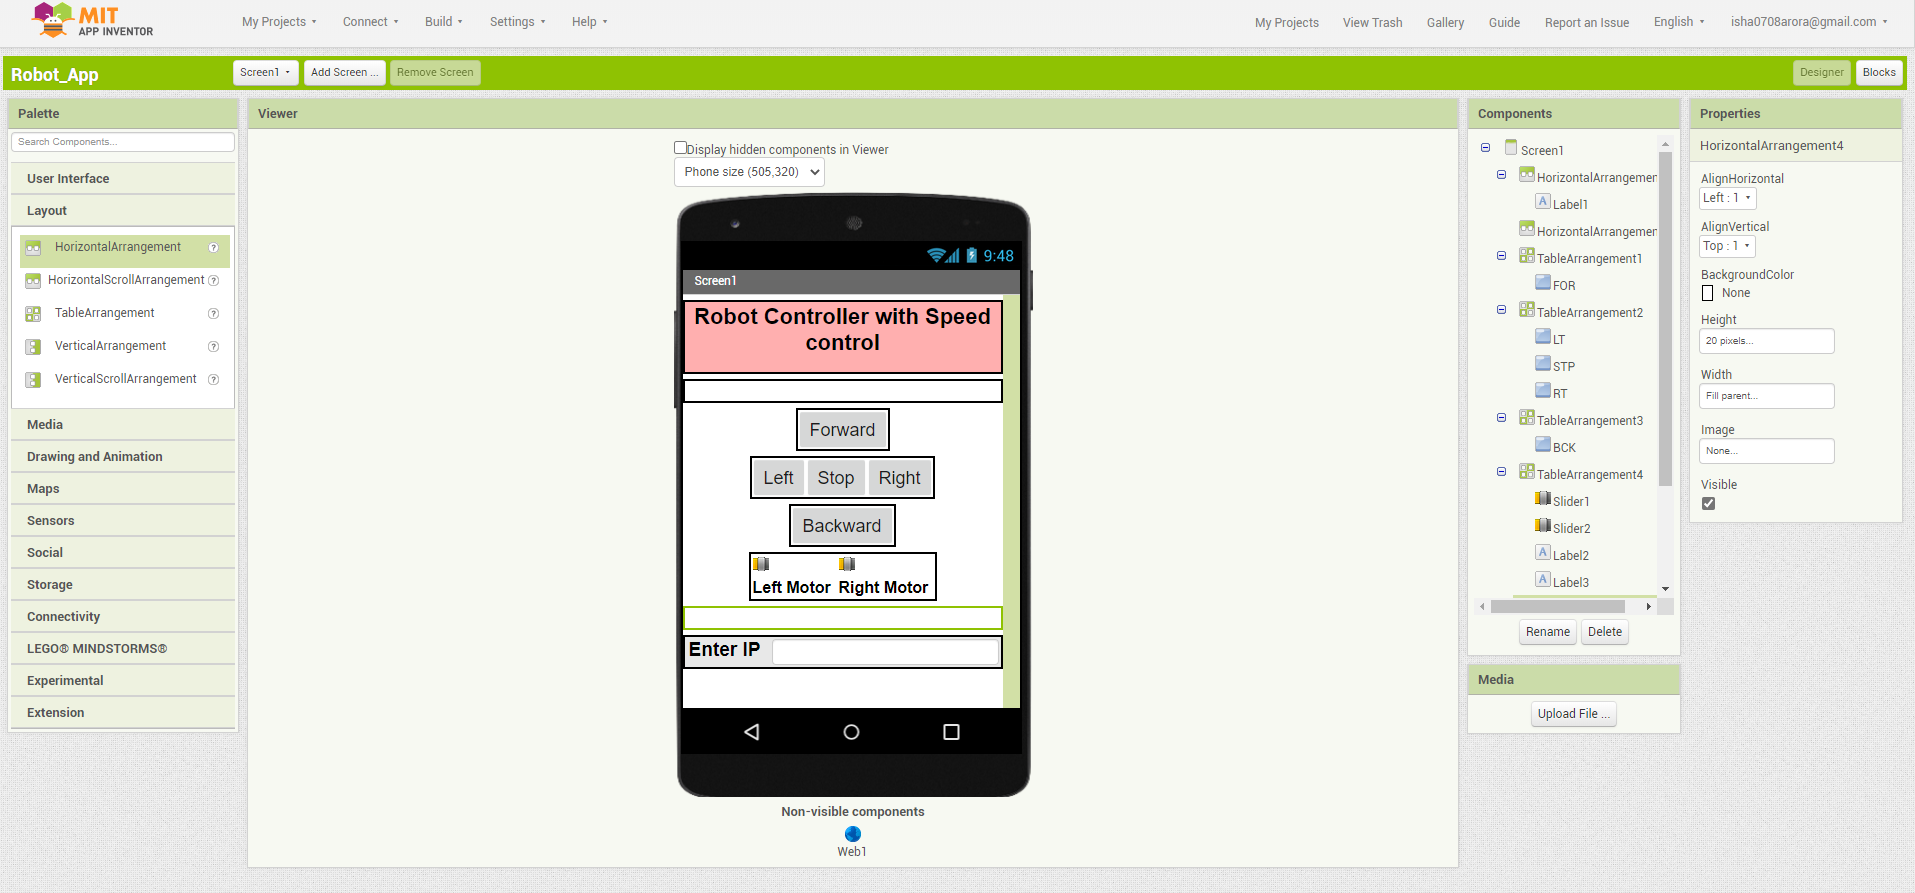 MIT
APP INVENTOR
My Projects
Connect
Build
Settings
Help
My Projects
View Trash
Gallery
Guide
Report an Issue
English
isha0708arora@gmail.com
Robot_App
Screen1
Add Screen ...
Remove Screen
Designer
Blocks
Palette
Search Components...
User Interface
Layout
HorizontalArrangement ?
HorizontalScrollArrangement ?
TableArrangement ?
VerticalArrangement ?
VerticalScrollArrangement ?
Media
Drawing and Animation
Maps
Sensors
Social
Storage
Connectivity
LEGO® MINDSTORMS®
Experimental
Extension
Viewer
Display hidden components in Viewer
Phone size (505,320)
9:48
Screen1
Robot Controller with Speed
control
Forward
Left Stop Right
Backward
Left Motor Right Motor
Enter IP
Non-visible components
Web1
Components
Screen1
HorizontalArrangemen
A Label1
HorizontalArrangemen
TableArrangement1
FOR
TableArrangement2
LT
STP
RT
TableArrangement3
BCK
TableArrangement4
Slider1
Slider2
A Label2
A Label3
Rename
Delete
Media
Upload File ...
Properties
HorizontalArrangement4
AlignHorizontal
Left : 1
AlignVertical
Top : 1
BackgroundColor
None
Height
20 pixels...
Width
Fill parent...
Image
None...
Visible